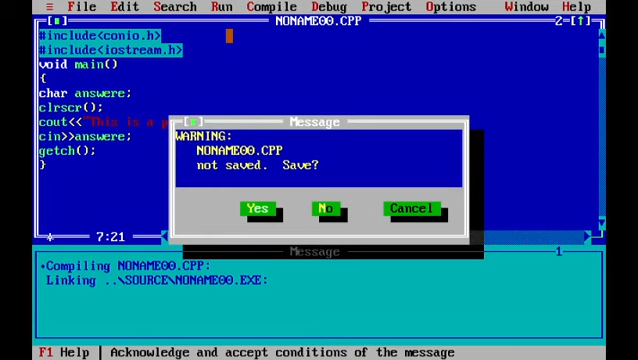 ≡ File Edit Search Run Compile Debug Project Options Window Help
[■] NONAME00.CPP 2=[↑]
#include<conio.h>
#include<iostream.h>
void main()
{
char answere;
clrscr();
cout<<"This is a p
cin>>answere;
getch();
}
[■] Message
WARNING:
NONAME00.CPP
not saved. Save?
Yes No Cancel
7:21
Message 1
•Compiling NONAME00.CPP:
Linking ..\SOURCE\NONAME00.EXE:
F1 Help | Acknowledge and accept conditions of the message